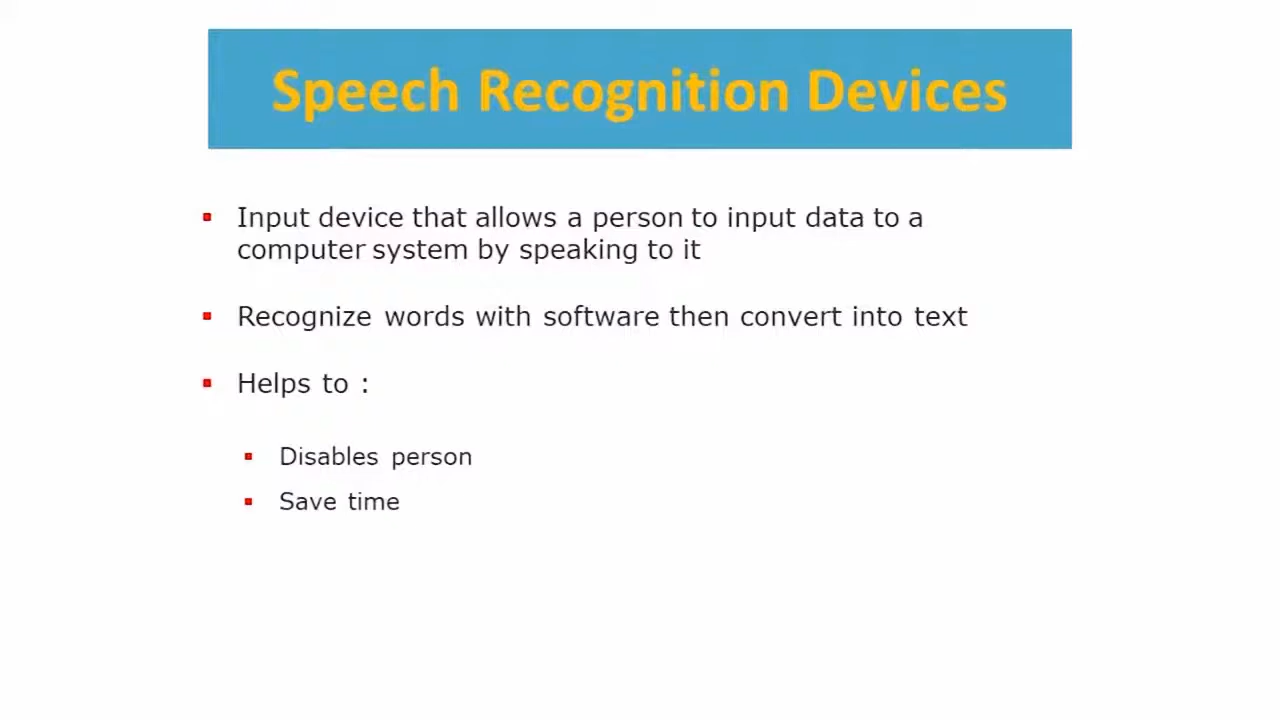 Speech Recognition Devices
Input device that allows a person to input data to a
computer system by speaking to it
Recognize words with software then convert into text
Helps to :
Disables person
Save time